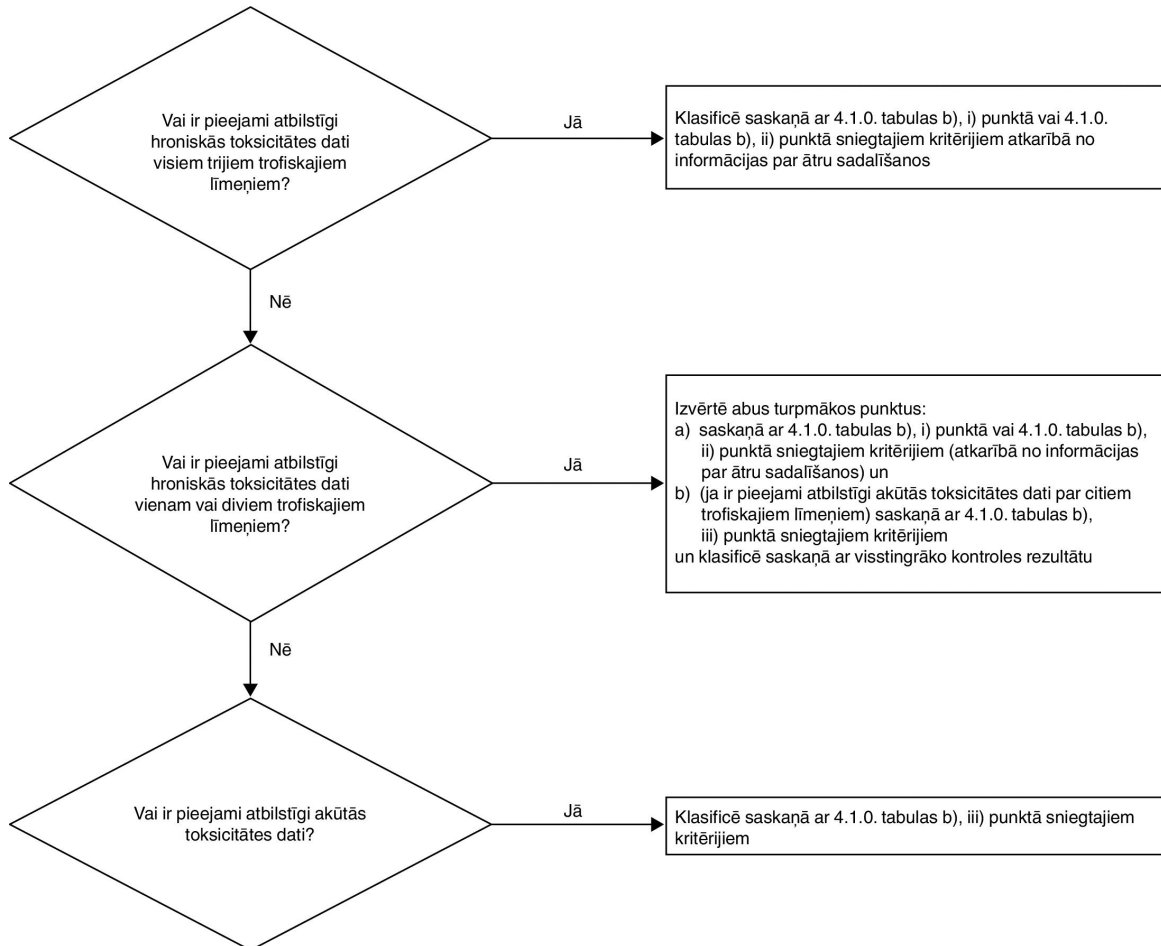 Vai ir pieejami atbilstīgi
hroniskās toksicitātes dati
visiem trijiem trofiskajiem
līmeņiem?
Jā
Klasificē saskaņā ar 4.1.0. tabulas b), i) punktā vai 4.1.0.
tabulas b), ii) punktā sniegtajiem kritērijiem atkarībā no
informācijas par ātru sadalīšanos
Nē
Vai ir pieejami atbilstīgi
hroniskās toksicitātes dati
vienam vai diviem trofiskajiem
līmeņiem?
Jā
Izvērtē abus turpmākos punktus:
a) saskaņā ar 4.1.0. tabulas b), i) punktā vai 4.1.0. tabulas b),
ii) punktā sniegtajiem kritērijiem (atkarībā no informācijas
par ātru sadalīšanos) un
b) (ja ir pieejami atbilstīgi akūtās toksicitātes dati par citiem
trofiskajiem līmeņiem) saskaņā ar 4.1.0. tabulas b),
iii) punktā sniegtajiem kritērijiem
un klasificē saskaņā ar visstingrāko kontroles rezultātu
Nē
Vai ir pieejami atbilstīgi akūtās
toksicitātes dati?
Jā
Klasificē saskaņā ar 4.1.0. tabulas b), iii) punktā sniegtajiem
kritērijiem